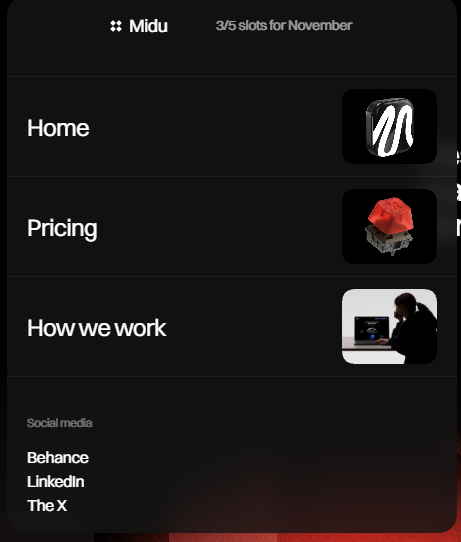 Midu
3/5 slots for November
Home
Pricing
How we work
Social media
Behance
LinkedIn
The X